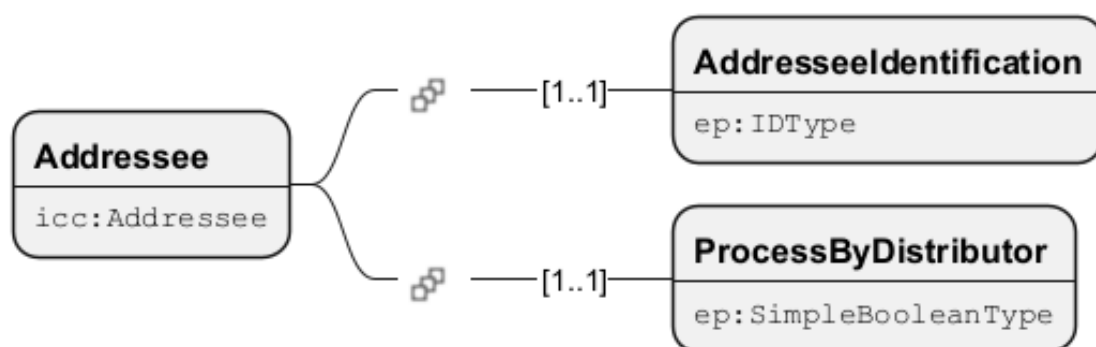 AddresseeIdentification
[1..1]
ep:IDType
Addressee
icc:Addressee
ProcessByDistributor
[1..1]
ep:SimpleBooleanType